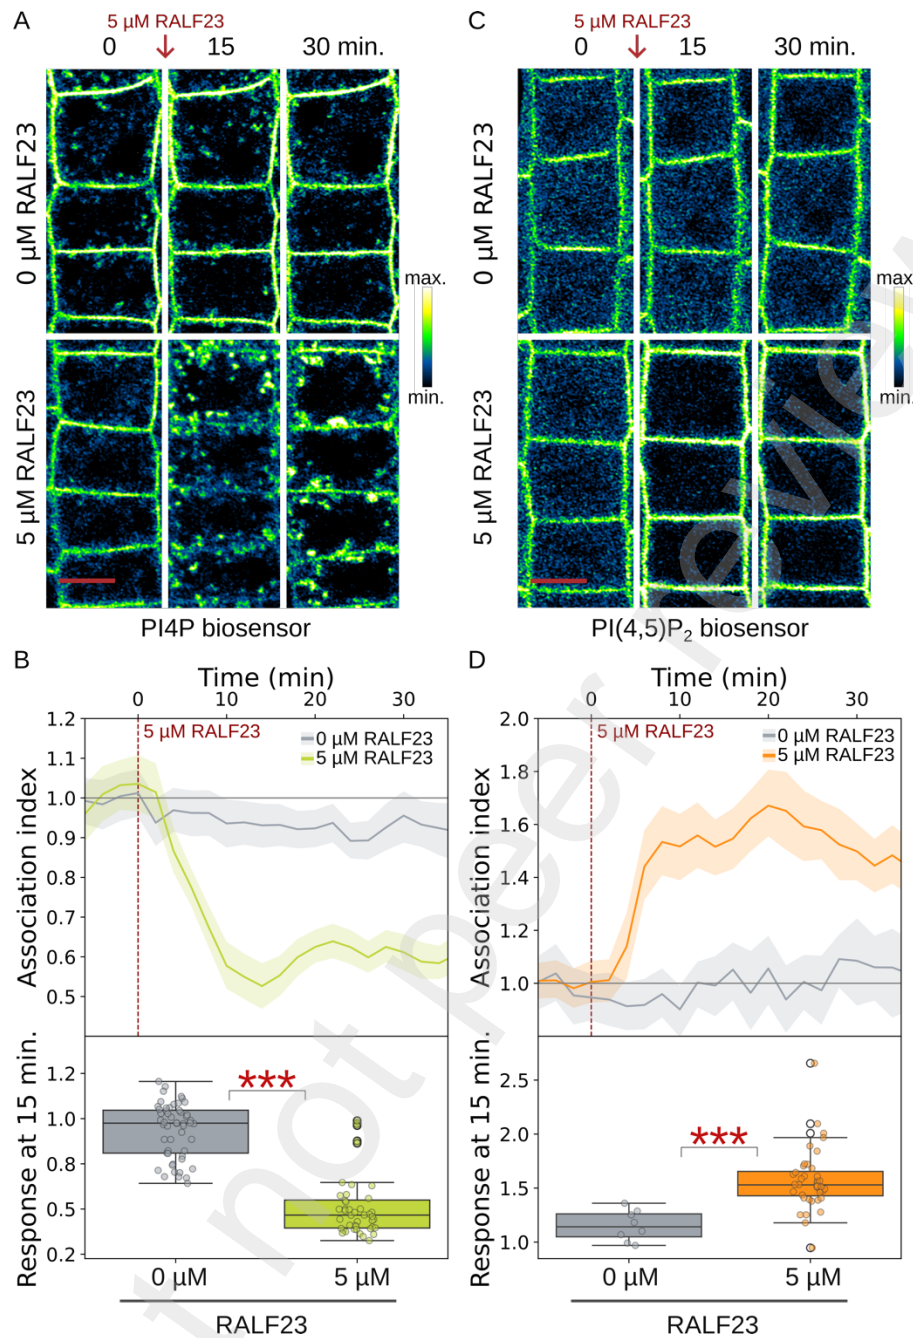 A
5 µM RALF23
0
15
30 min.
0 µM RALF23
5 µM RALF23
max.
min.
PI4P biosensor
C
5 µM RALF23
0
15
30 min.
0 µM RALF23
5 µM RALF23
max.
min.
PI(4,5)P₂ biosensor
B
Time (min)
0 10 20 30
5 µM RALF23
0 µM RALF23
5 µM RALF23
Association index
1.2
1.1
1.0
0.9
0.8
0.7
0.6
0.5
Response at 15 min.
1.2
1.0
0.8
0.5
0.2
***
0 µM
5 µM
RALF23
D
Time (min)
0 10 20 30
5 µM RALF23
0 µM RALF23
5 µM RALF23
Association index
2.0
1.8
1.6
1.4
1.2
1.0
Response at 15 min.
2.5
2.0
1.5
1.0
***
0 µM
5 µM
RALF23
t not peer review